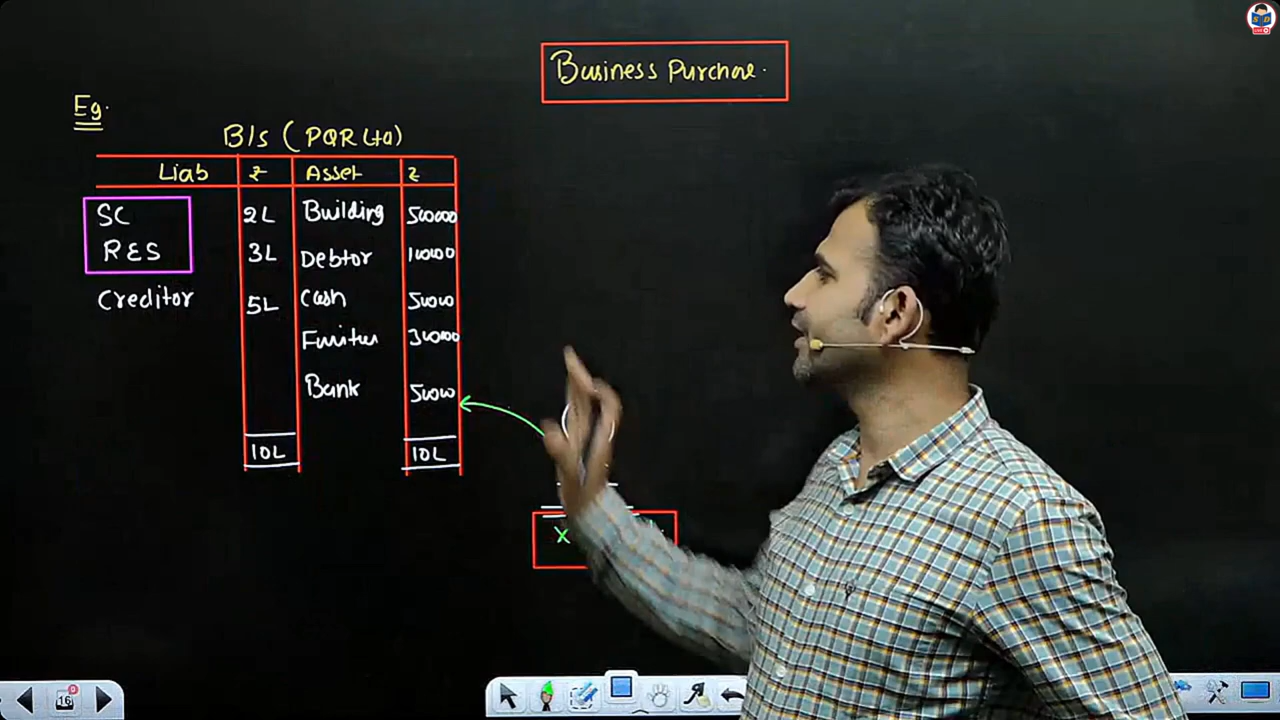 Business Purchase.
Eg.
B/s (PQR Ltd)
Liab ₹ Asset ₹
SC 2L Building 500000
R&S 3L Debtor 100000
Creditor 5L Cash 50000
Furniture 300000
Bank 50000
10L 10L
X
16